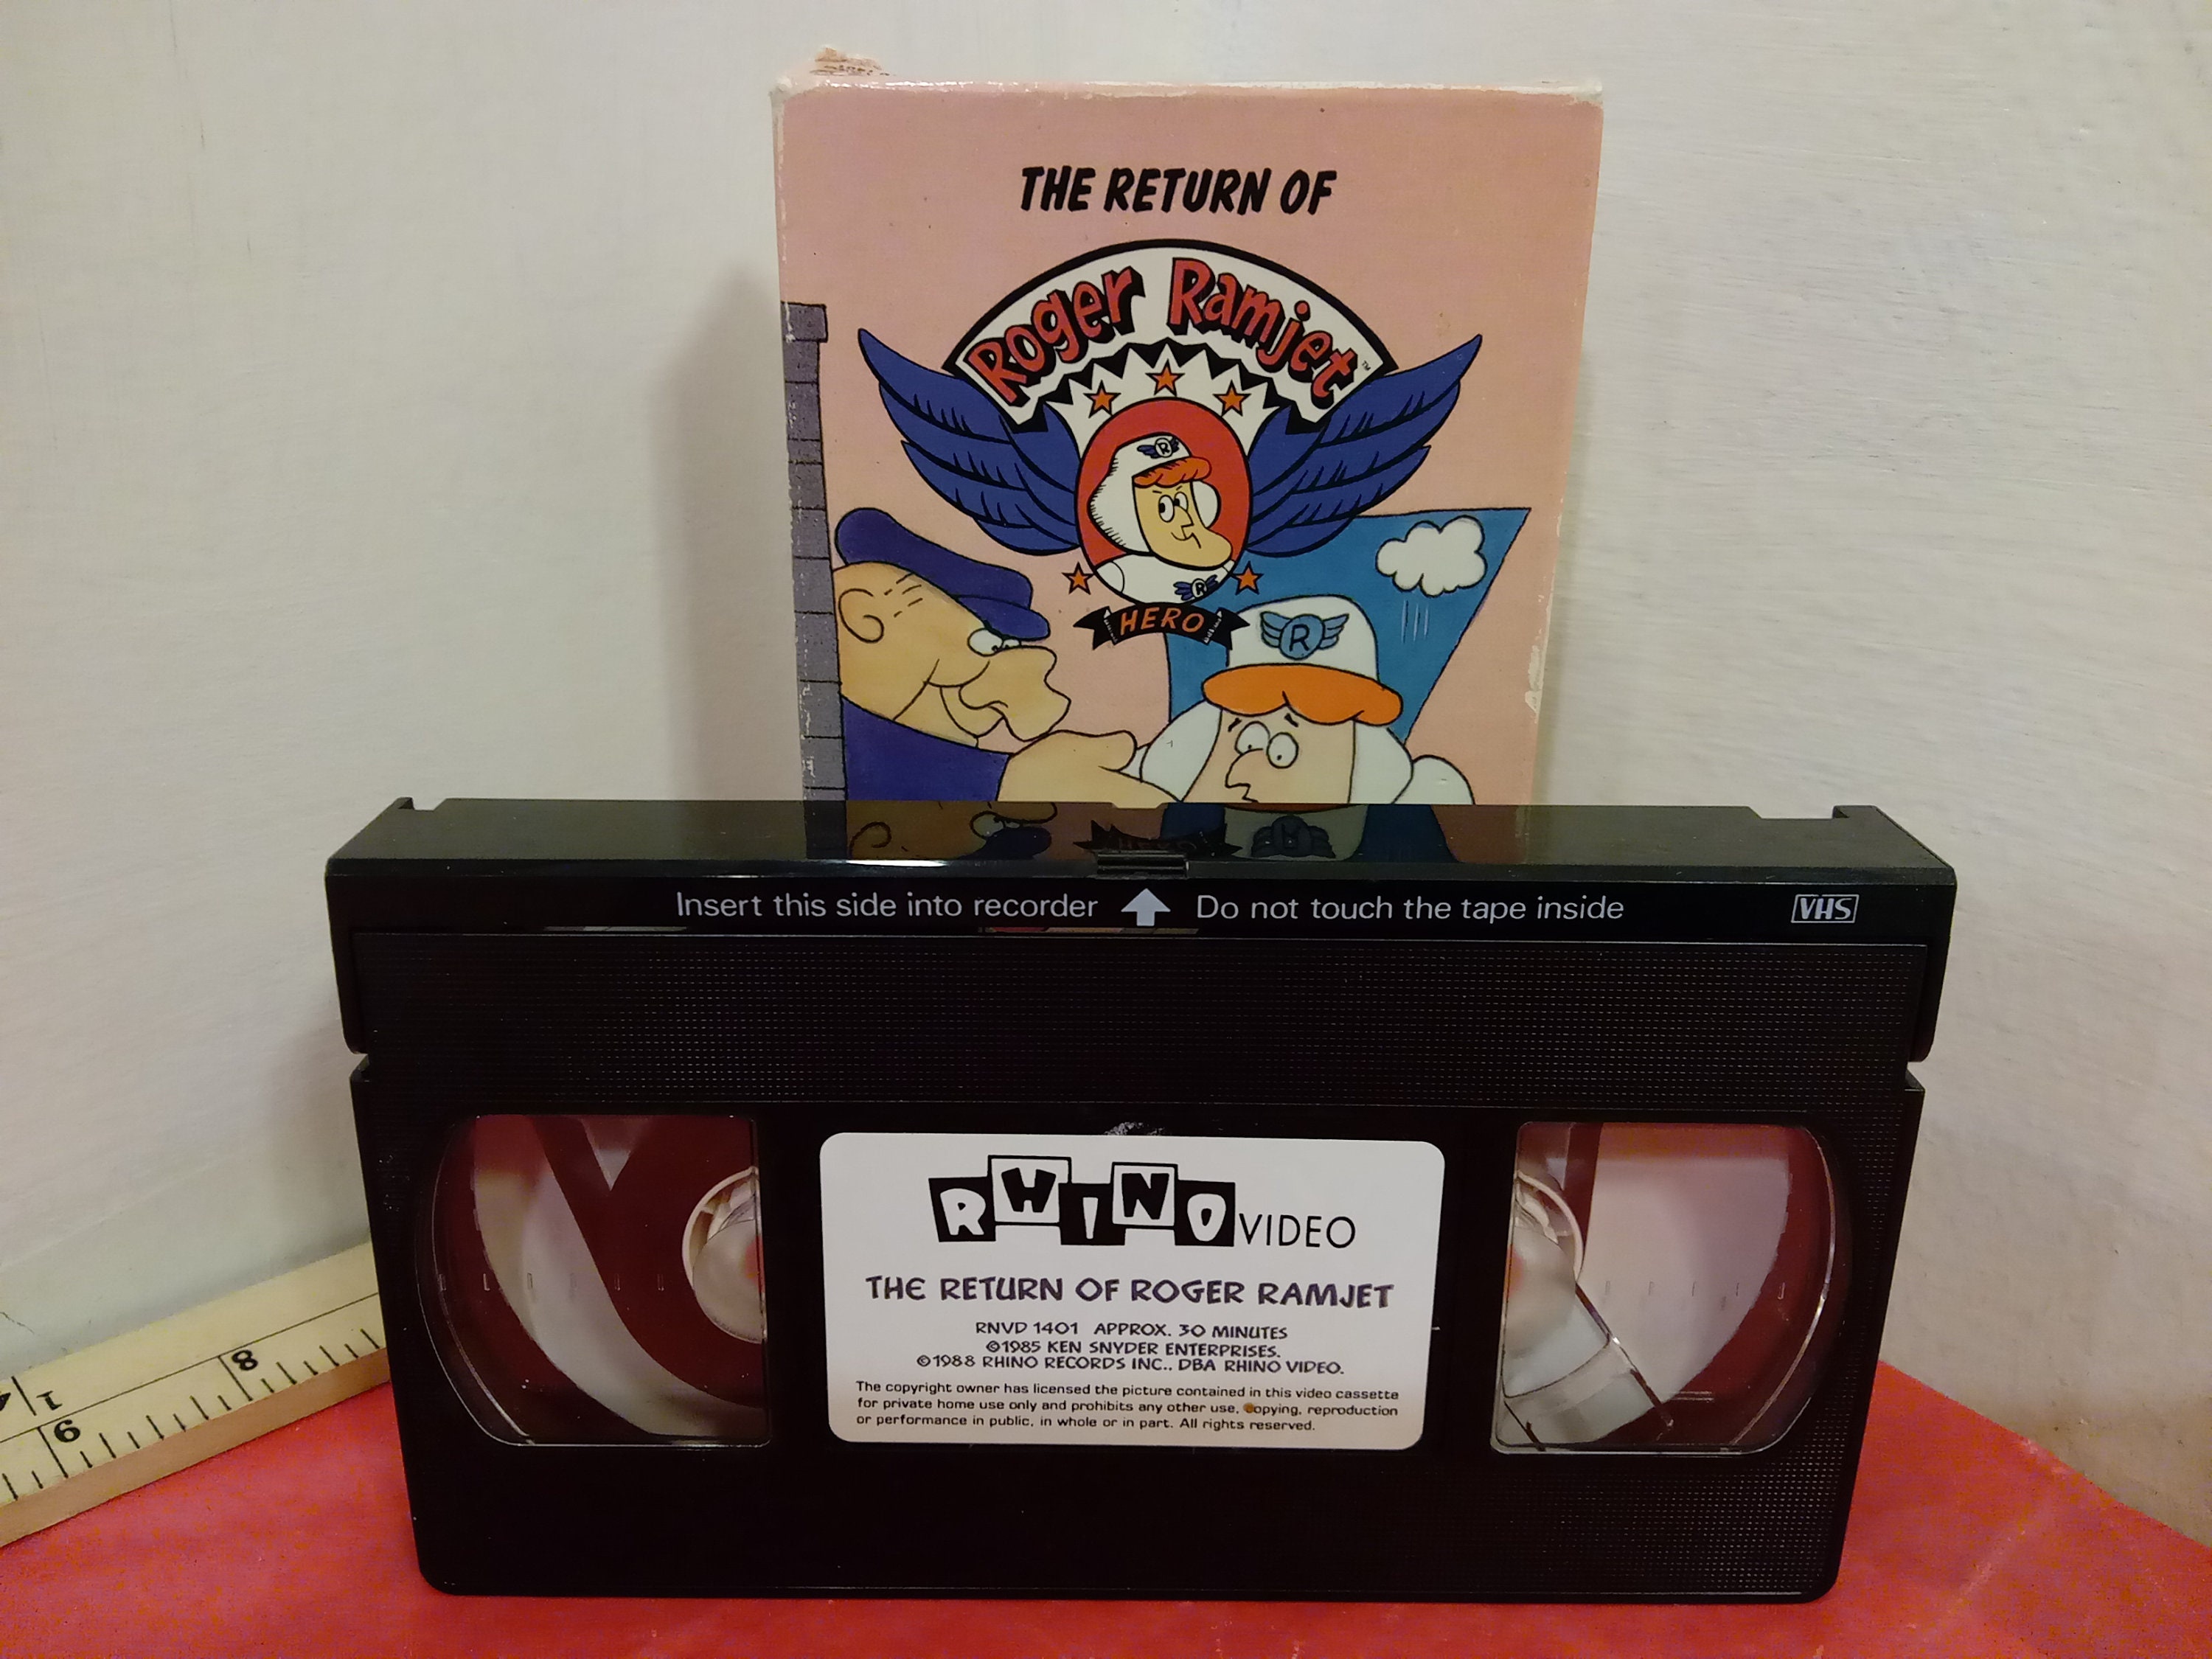 THE RETURN OF
Roger Ramjet™
R
R
HERO
R
Insert this side into recorder Do not touch the tape inside VHS
RHINO VIDEO
THE RETURN OF ROGER RAMJET
RNVD 1401 APPROX. 30 MINUTES
©1985 KEN SNYDER ENTERPRISES.
©1988 RHINO RECORDS INC.. DBA RHINO VIDEO.
The copyright owner has licensed the picture contained in this video cassette
for private home use only and prohibits any other use, copying, reproduction
or performance in public, in whole or in part. All rights reserved.
8
1
9
4